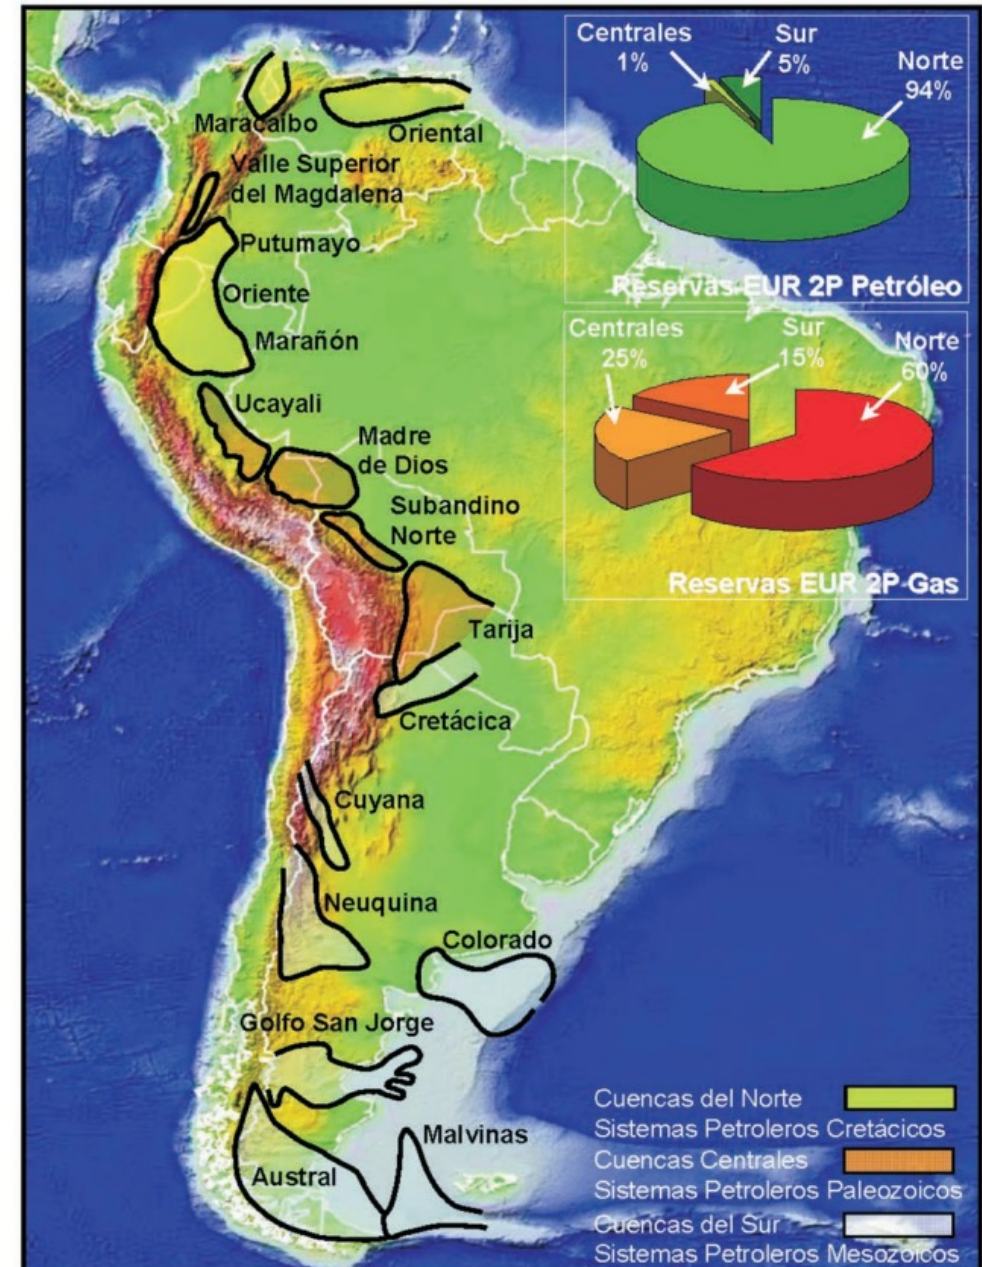 Centrales
1%
Sur
5%
Norte
94%
Reservas EUR 2P Petróleo
Centrales
25%
Sur
15%
Norte
60%
Reservas EUR 2P Gas
Maracaibo
Oriental
Valle Superior
del Magdalena
Putumayo
Oriente
Marañón
Ucayali
Madre
de Dios
Subandino
Norte
Tarija
Cretácica
Cuyana
Neuquina
Colorado
Golfo San Jorge
Malvinas
Austral
Cuencas del Norte
Sistemas Petroleros Cretácicos
Cuencas Centrales
Sistemas Petroleros Paleozoicos
Cuencas del Sur
Sistemas Petroleros Mesozoicos